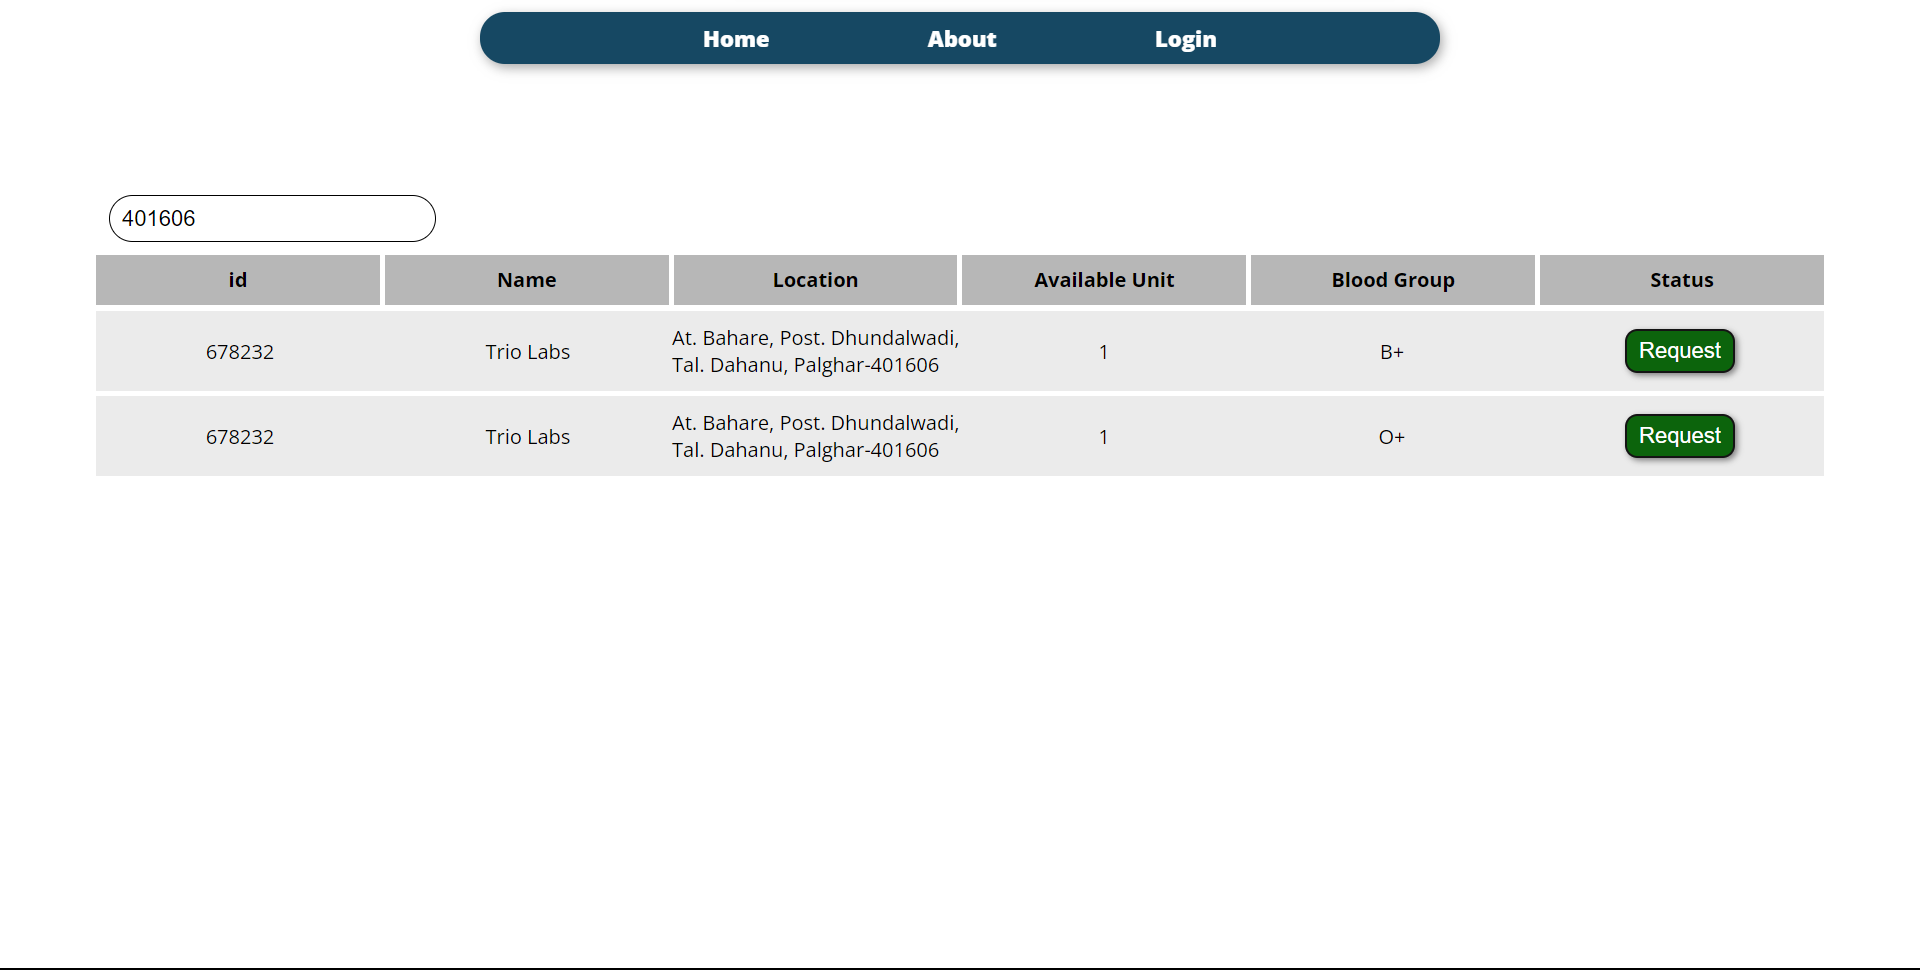 Home About Login
401606
id Name Location Available Unit Blood Group Status
678232 Trio Labs At. Bahare, Post. Dhundalwadi, 1 B+ Request
Tal. Dahanu, Palghar-401606
678232 Trio Labs At. Bahare, Post. Dhundalwadi, 1 O+ Request
Tal. Dahanu, Palghar-401606